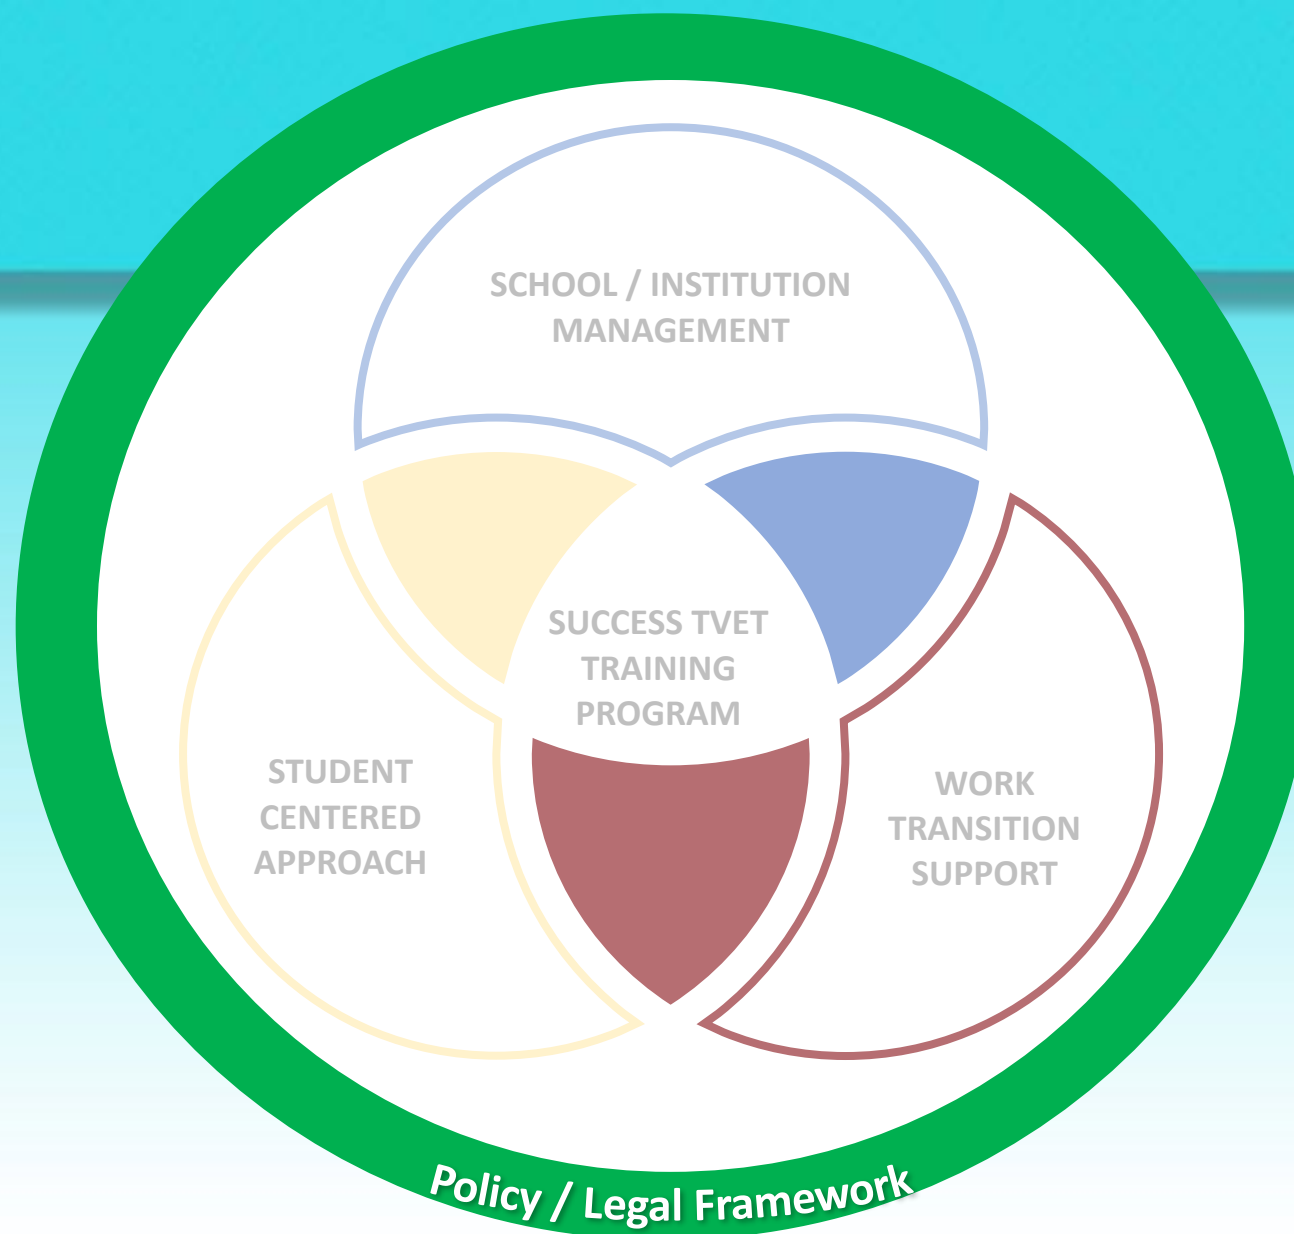 SCHOOL / INSTITUTION
MANAGEMENT
SUCCESS TVET
TRAINING
PROGRAM
STUDENT
CENTERED
APPROACH
WORK
TRANSITION
SUPPORT
Policy / Legal Framework